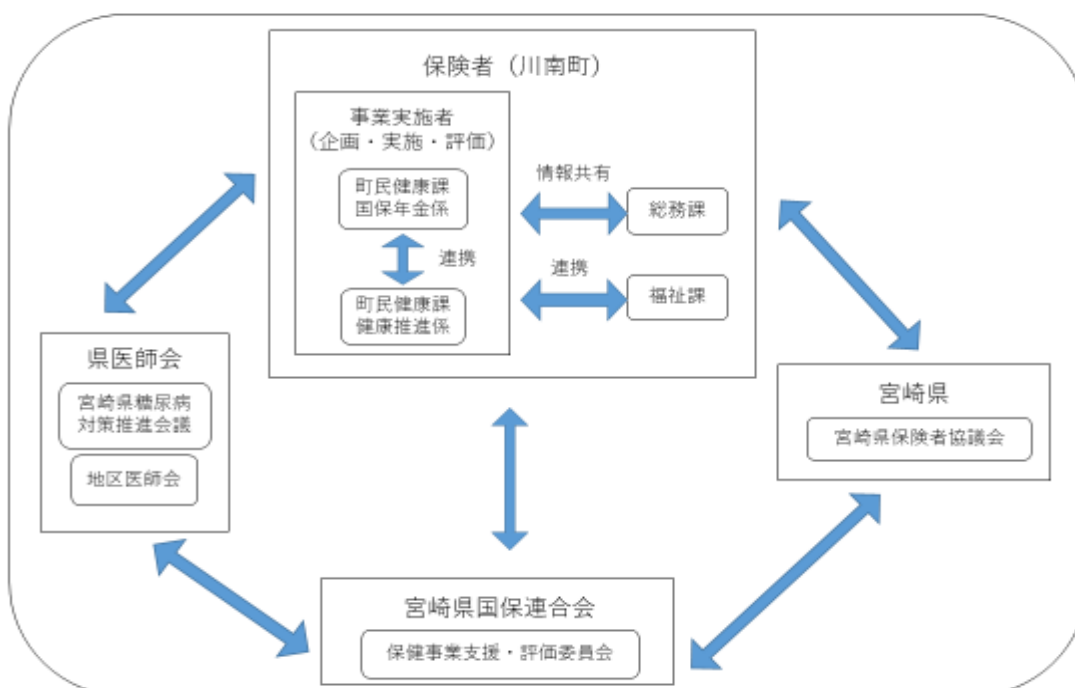 保険者（川南町）
事業実施者
（企画・実施・評価）
町民健康課
国保年金係
連携
町民健康課
健康推進係
情報共有
総務課
連携
福祉課
県医師会
宮崎県糖尿病
対策推進会議
地区医師会
宮崎県
宮崎県保険者協議会
宮崎県国保連合会
保健事業支援・評価委員会